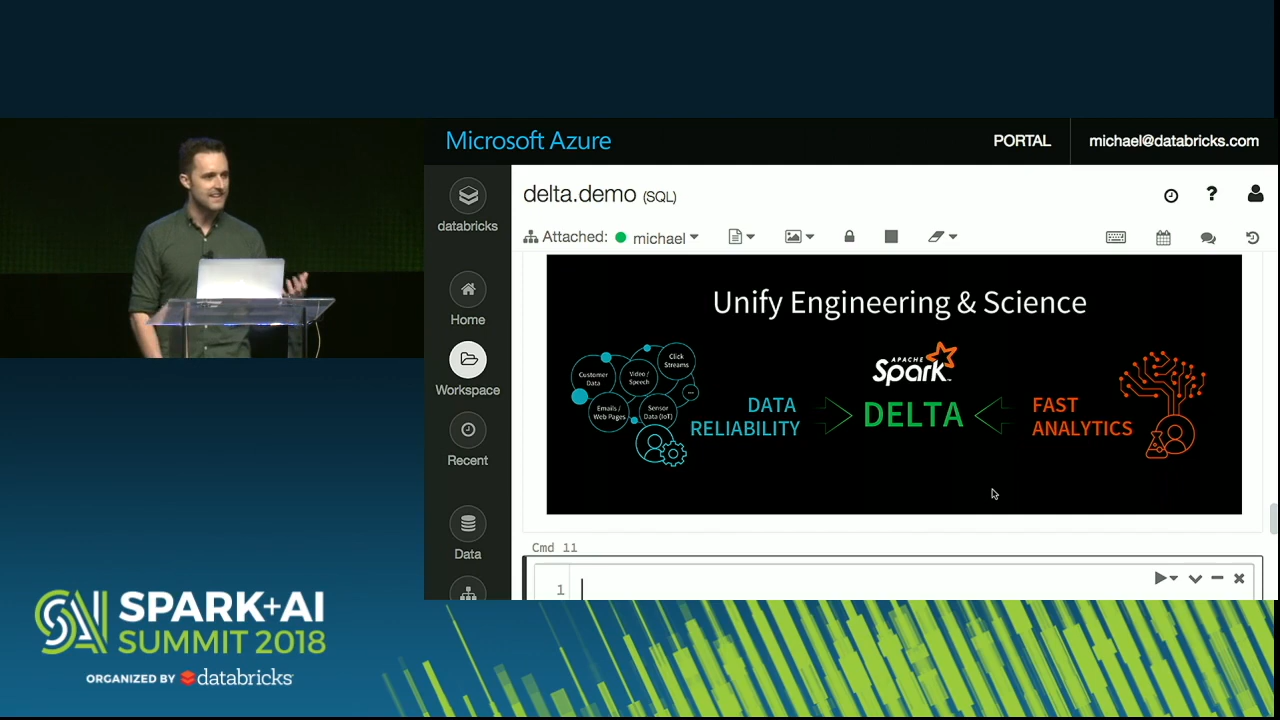 Microsoft Azure
PORTAL
michael@databricks.com
databricks
Home
Workspace
Recent
Data
delta.demo (SQL)
?
Attached: michael
Unify Engineering & Science
Customer
Data
Video /
Speech
Click
Streams
Emails /
Web Pages
Sensor
Data (IoT)
...
DATA
RELIABILITY
APACHE
Spark™
DELTA
FAST
ANALYTICS
Cmd 11
1
SPARK+AI
SUMMIT 2018
ORGANIZED BY databricks